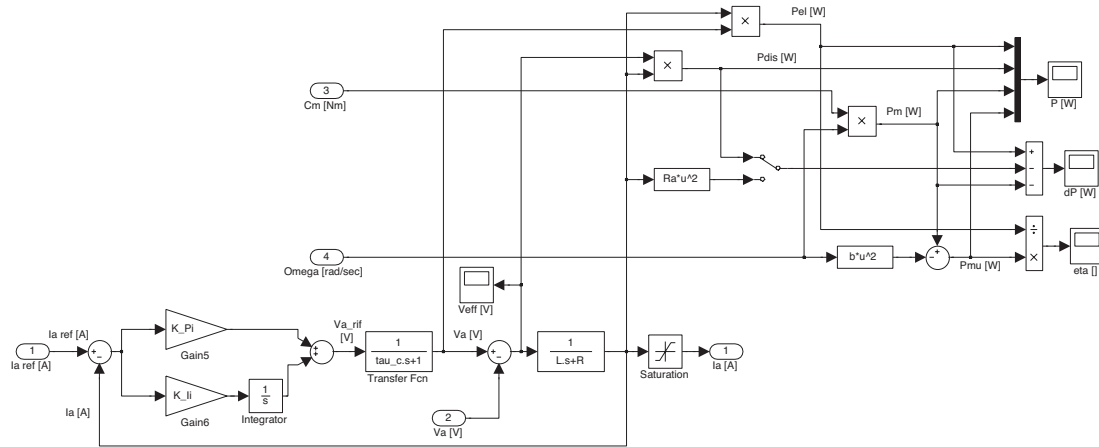 Pel [W]
×
Pdis [W]
×
3
Cm [Nm]
Pm [W]
×
P [W]
+
−
−
dP [W]
Ra*u^2
4
Omega [rad/sec]
b*u^2
+
−
Pmu [W]
÷
×
eta []
Veff [V]
Ia ref [A]
1
Ia ref [A]
+
−
K_Pi
Gain5
K_Ii
Gain6
1
s
Integrator
+
+
Va_rif
[V]
1
tau_c.s+1
Transfer Fcn
Va [V]
+
−
1
L.s+R
Saturation
1
Ia [A]
Ia [A]
2
Va [V]